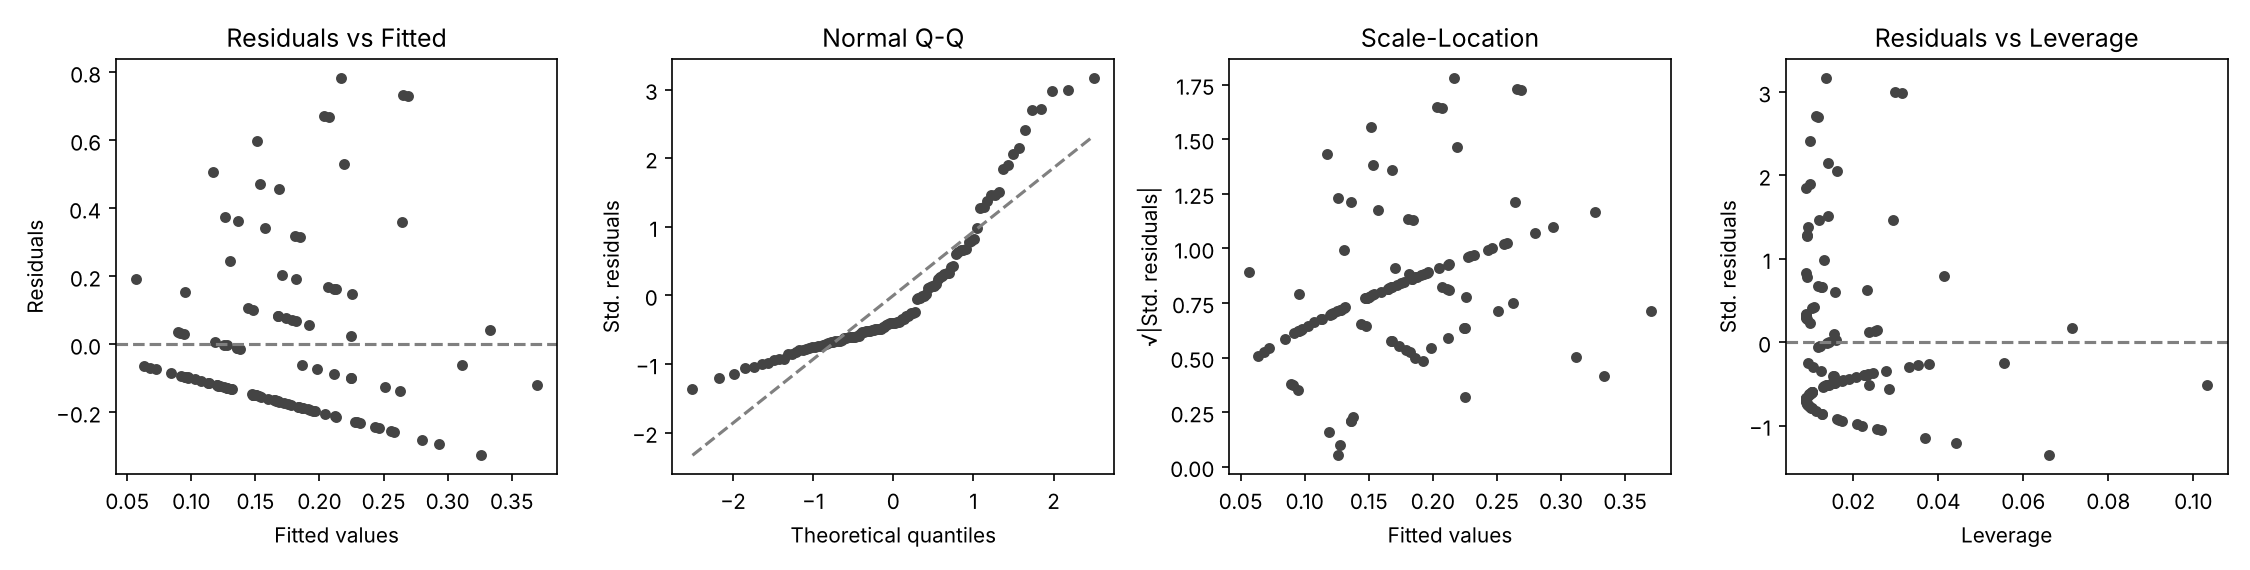 Residuals vs Fitted
0.8
0.6
0.4
0.2
0.0
−0.2
Residuals
0.05 0.10 0.15 0.20 0.25 0.30 0.35
Fitted values
Normal Q-Q
3
2
1
0
−1
−2
Std. residuals
−2 −1 0 1 2
Theoretical quantiles
Scale-Location
1.75
1.50
1.25
1.00
0.75
0.50
0.25
0.00
√|Std. residuals|
0.05 0.10 0.15 0.20 0.25 0.30 0.35
Fitted values
Residuals vs Leverage
3
2
1
0
−1
Std. residuals
0.02 0.04 0.06 0.08 0.10
Leverage